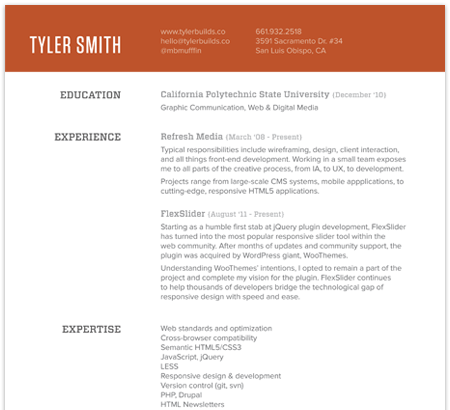 TYLER SMITH
www.tylerbuilds.co
hello@tylerbuilds.co
@mbmufffin
661.932.2518
3591 Sacramento Dr. #34
San Luis Obispo, CA
EDUCATION
California Polytechnic State University (December '10)
Graphic Communication, Web & Digital Media
EXPERIENCE
Refresh Media (March '08 - Present)
Typical responsibilities include wireframing, design, client interaction,
and all things front-end development. Working in a small team exposes
me to all parts of the creative process, from IA, to UX, to development.
Projects range from large-scale CMS systems, mobile appplications, to
cutting-edge, responsive HTML5 applications.
FlexSlider (August '11 - Present)
Starting as a humble first stab at jQuery plugin development, FlexSlider
has turned into the most popular responsive slider tool within the
web community. After months of updates and community support, the
plugin was acquired by WordPress giant, WooThemes.
Understanding WooThemes' intentions, I opted to remain a part of the
project and complete my vision for the plugin. FlexSlider continues
to help thousands of developers bridge the technological gap of
responsive design with speed and ease.
EXPERTISE
Web standards and optimization
Cross-browser compatibility
Semantic HTML5/CSS3
JavaScript, jQuery
LESS
Responsive design & development
Version control (git, svn)
PHP, Drupal
HTML Newsletters